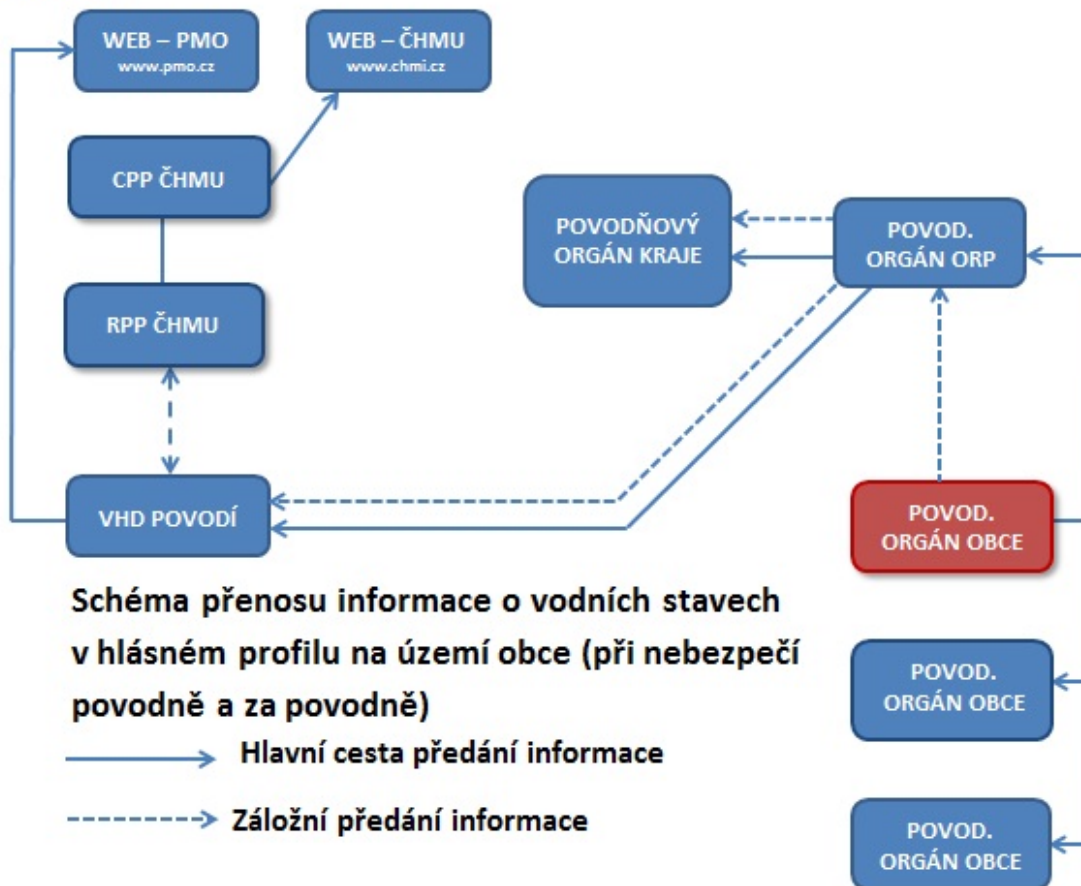 WEB – PMO
www.pmo.cz
WEB – ČHMU
www.chmi.cz
CPP ČHMU
RPP ČHMU
VHD POVODÍ
POVODŇOVÝ
ORGÁN KRAJE
POVOD.
ORGÁN ORP
POVOD.
ORGÁN OBCE
POVOD.
ORGÁN OBCE
POVOD.
ORGÁN OBCE
Schéma přenosu informace o vodních stavech
v hlásném profilu na území obce (při nebezpečí
povodně a za povodně)
Hlavní cesta předání informace
Záložní předání informace